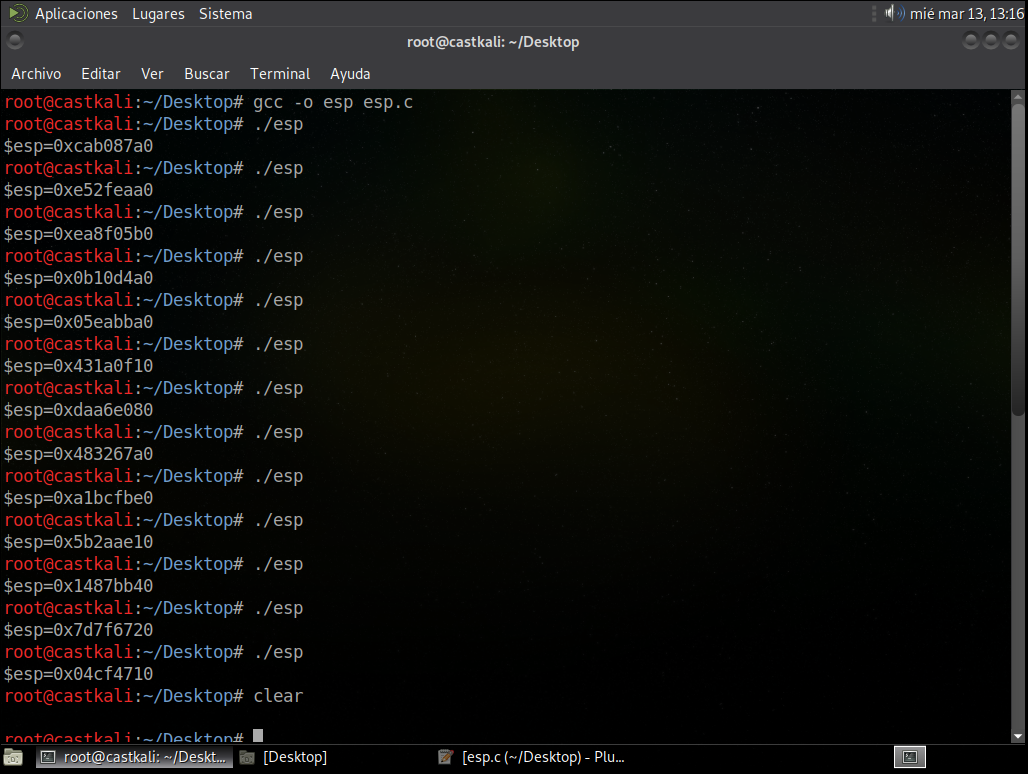 Aplicaciones Lugares Sistema mié mar 13, 13:16
root@castkali: ~/Desktop
Archivo Editar Ver Buscar Terminal Ayuda
root@castkali:~/Desktop# gcc -o esp esp.c
root@castkali:~/Desktop# ./esp
$esp=0xcab087a0
root@castkali:~/Desktop# ./esp
$esp=0xe52feaa0
root@castkali:~/Desktop# ./esp
$esp=0xea8f05b0
root@castkali:~/Desktop# ./esp
$esp=0x0b10d4a0
root@castkali:~/Desktop# ./esp
$esp=0x05eabba0
root@castkali:~/Desktop# ./esp
$esp=0x431a0f10
root@castkali:~/Desktop# ./esp
$esp=0xdaa6e080
root@castkali:~/Desktop# ./esp
$esp=0x483267a0
root@castkali:~/Desktop# ./esp
$esp=0xa1bcfbe0
root@castkali:~/Desktop# ./esp
$esp=0x5b2aae10
root@castkali:~/Desktop# ./esp
$esp=0x1487bb40
root@castkali:~/Desktop# ./esp
$esp=0x7d7f6720
root@castkali:~/Desktop# ./esp
$esp=0x04cf4710
root@castkali:~/Desktop# clear
root@castkali:~/Desktop#
root@castkali: ~/Deskt... [Desktop] [esp.c (~/Desktop) - Plu...